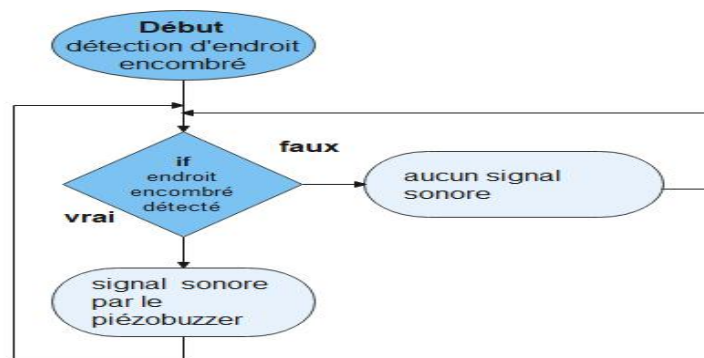 Début
détection d'endroit
encombré
if
endroit
encombré
détecté
faux
aucun signal
sonore
vrai
signal sonore
par le
piézobuzzer